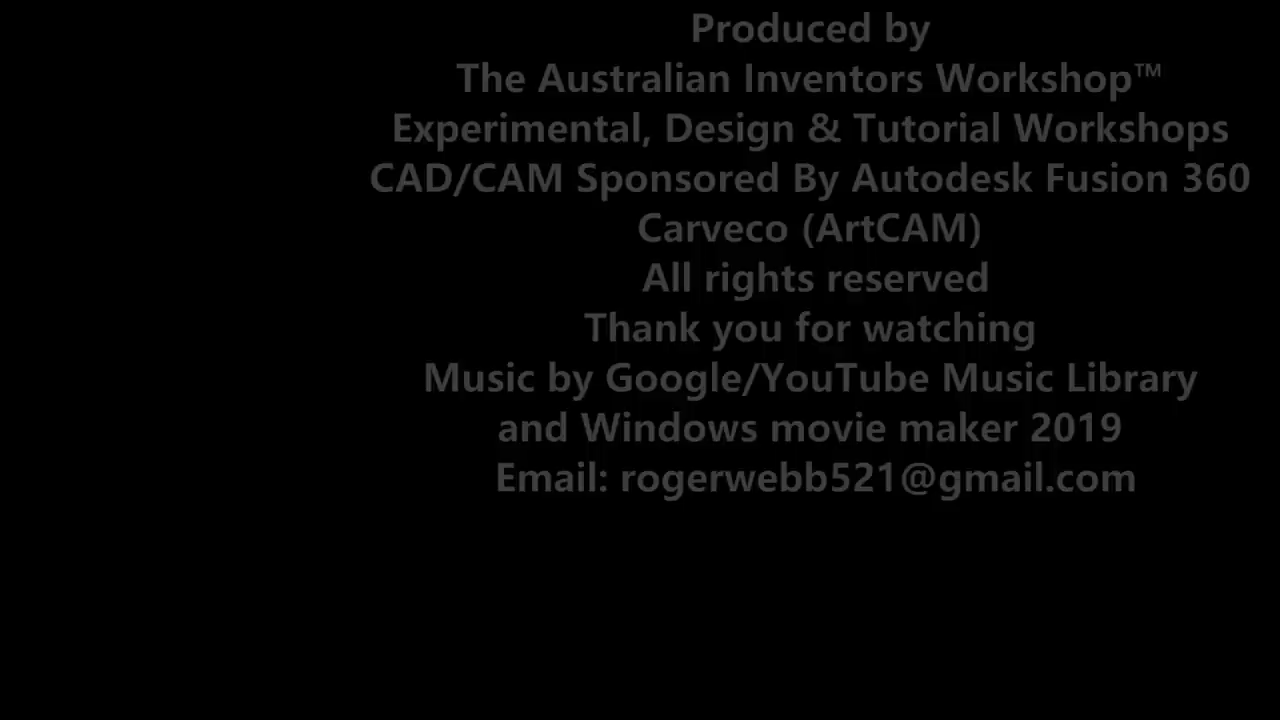 Produced by
The Australian Inventors Workshop™
Experimental, Design & Tutorial Workshops
CAD/CAM Sponsored By Autodesk Fusion 360
Carveco (ArtCAM)
All rights reserved
Thank you for watching
Music by Google/YouTube Music Library
and Windows movie maker 2019
Email: rogerwebb521@gmail.com